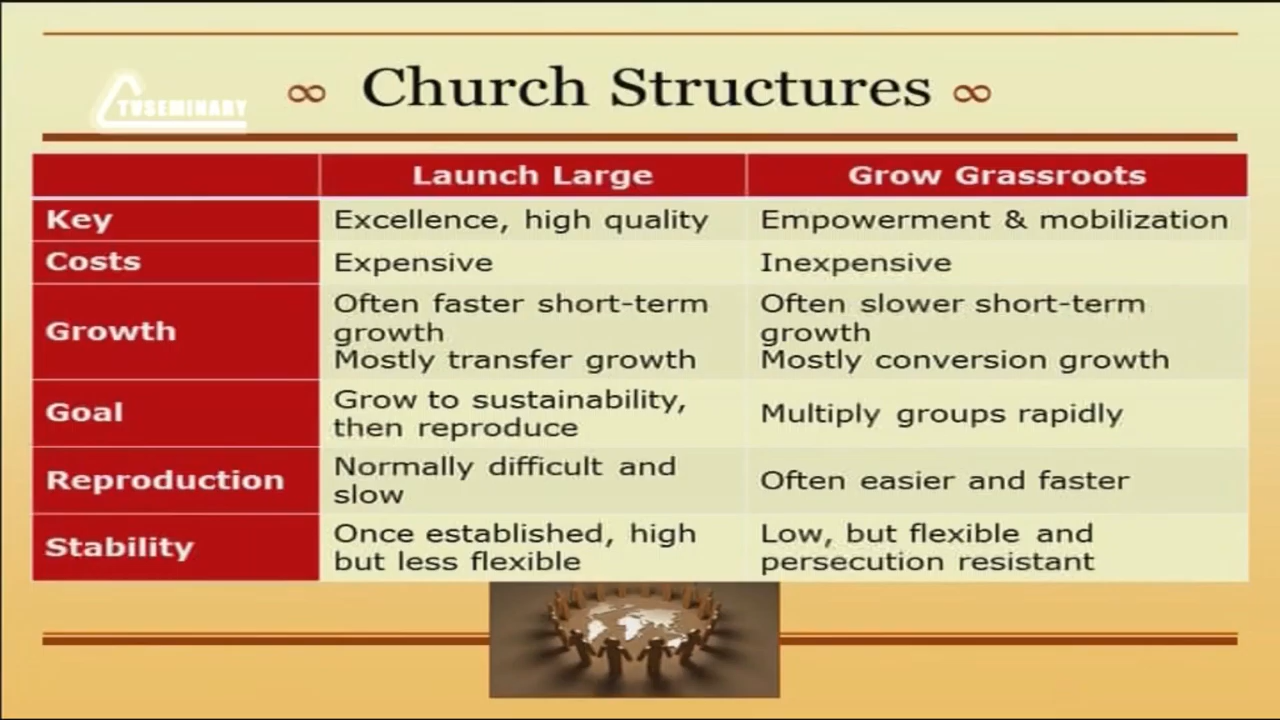 TVSEMINARY
∞ Church Structures ∞
Launch Large Grow Grassroots
Key Excellence, high quality Empowerment & mobilization
Costs Expensive Inexpensive
Growth
Often faster short-term
growth
Mostly transfer growth
Often slower short-term
growth
Mostly conversion growth
Goal
Grow to sustainability,
then reproduce
Multiply groups rapidly
Reproduction
Normally difficult and
slow
Often easier and faster
Stability
Once established, high
but less flexible
Low, but flexible and
persecution resistant